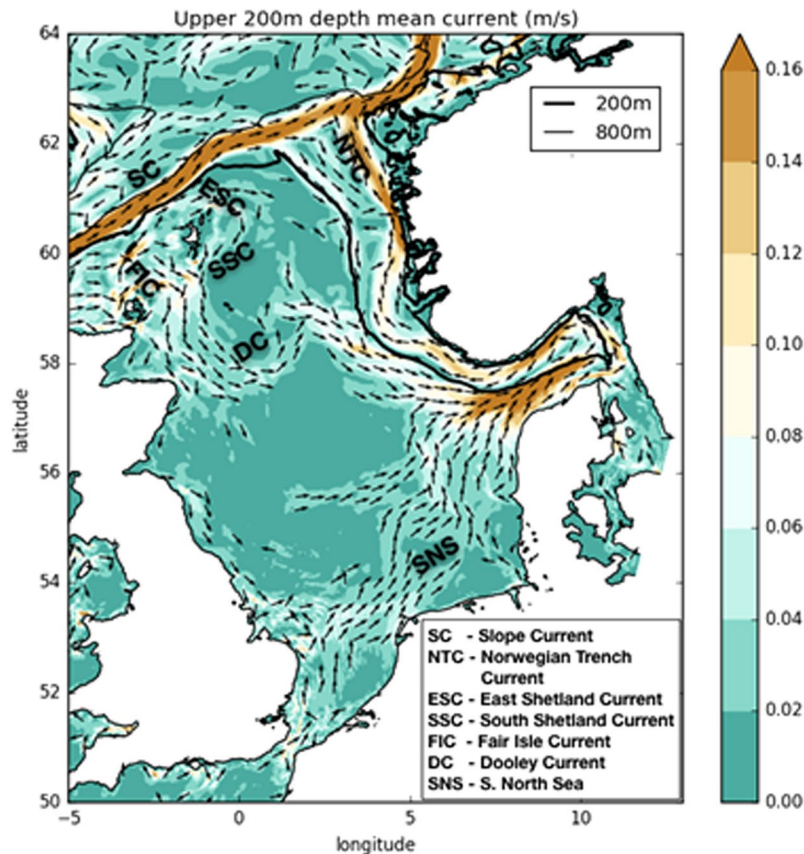 Upper 200m depth mean current (m/s)
64
62
60
58
56
54
52
50
latitude
−5
0
5
10
longitude
200m
800m
SC
NTC
ESC
SSC
FIC
DC
SNS
SC - Slope Current
NTC - Norwegian Trench
Current
ESC - East Shetland Current
SSC - South Shetland Current
FIC - Fair Isle Current
DC - Dooley Current
SNS - S. North Sea
0.16
0.14
0.12
0.10
0.08
0.06
0.04
0.02
0.00